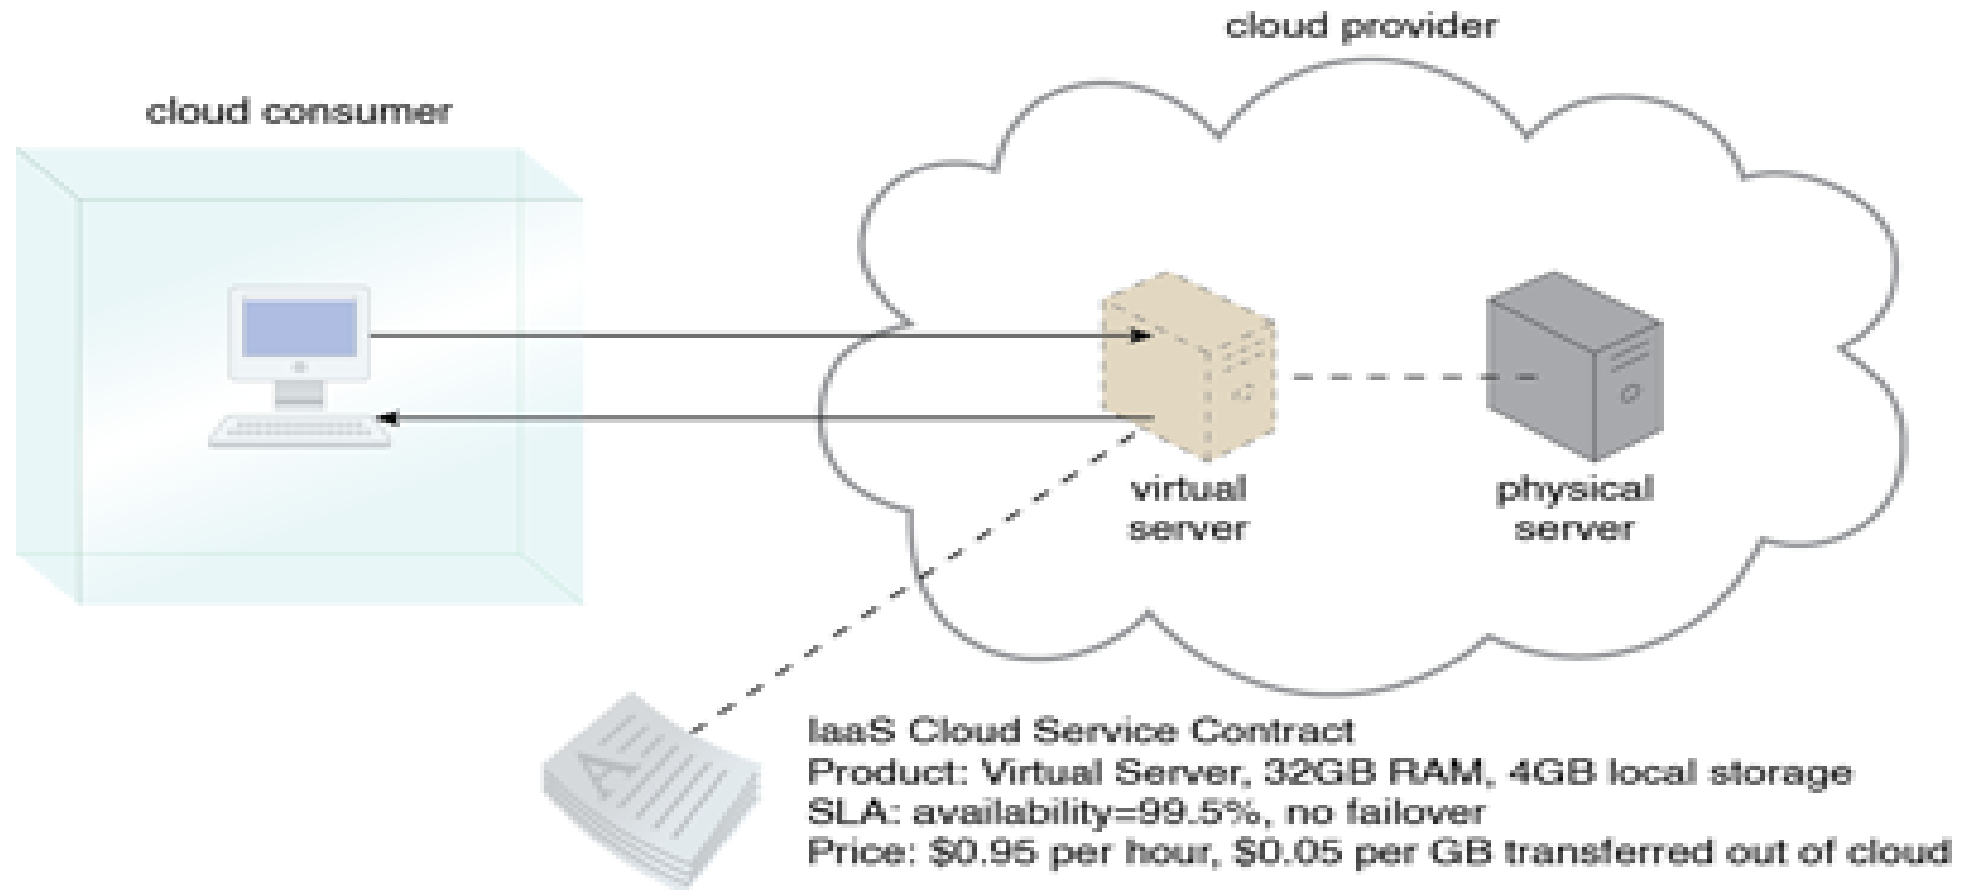 cloud provider
cloud consumer
virtual
server
physical
server
A
IaaS Cloud Service Contract
Product: Virtual Server, 32GB RAM, 4GB local storage
SLA: availability=99.5%, no failover
Price: $0.95 per hour, $0.05 per GB transferred out of cloud